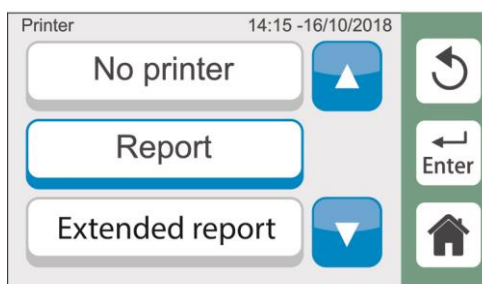 Printer 14:15 -16/10/2018
No printer
Report
Enter
Extended report